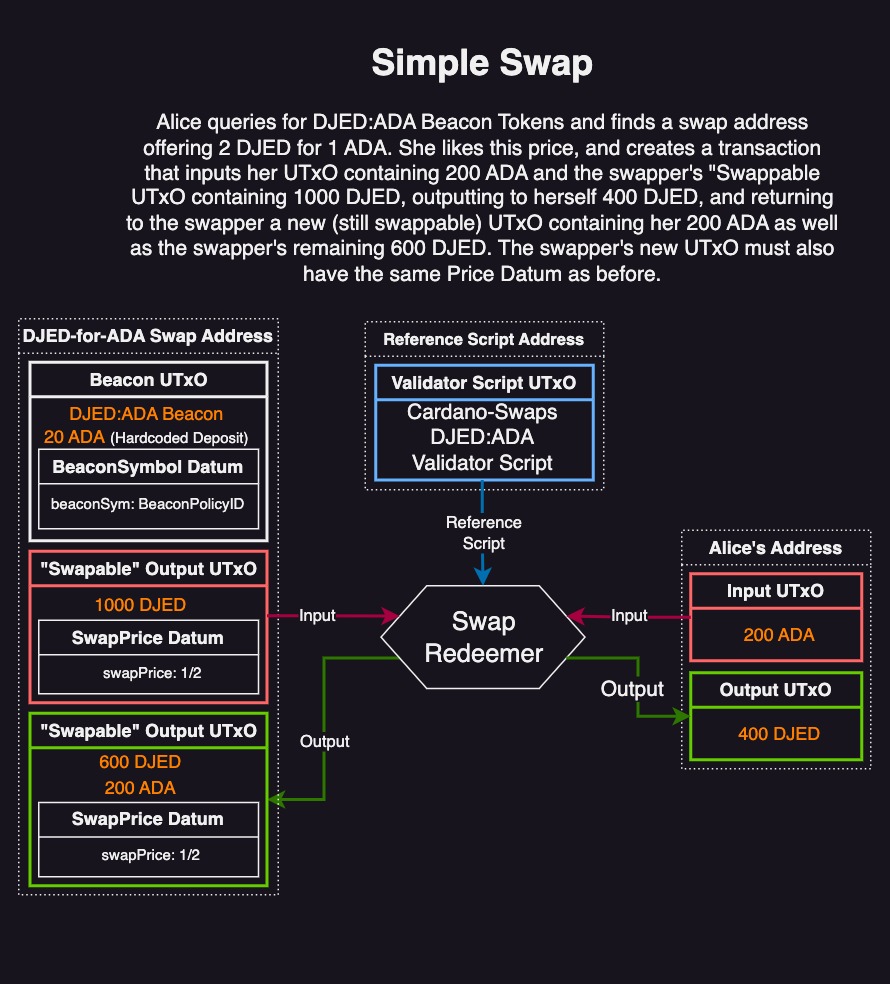 Simple Swap
Alice queries for DJED:ADA Beacon Tokens and finds a swap address
offering 2 DJED for 1 ADA. She likes this price, and creates a transaction
that inputs her UTxO containing 200 ADA and the swapper's "Swappable
UTxO containing 1000 DJED, outputting to herself 400 DJED, and returning
to the swapper a new (still swappable) UTxO containing her 200 ADA as well
as the swapper's remaining 600 DJED. The swapper's new UTxO must also
have the same Price Datum as before.
DJED-for-ADA Swap Address
Beacon UTxO
DJED:ADA Beacon
20 ADA (Hardcoded Deposit)
BeaconSymbol Datum
beaconSym: BeaconPolicyID
"Swapable" Output UTxO
1000 DJED
SwapPrice Datum
swapPrice: 1/2
"Swapable" Output UTxO
600 DJED
200 ADA
SwapPrice Datum
swapPrice: 1/2
Reference Script Address
Validator Script UTxO
Cardano-Swaps
DJED:ADA
Validator Script
Reference
Script
Input
Swap
Redeemer
Input
Output
Output
Alice's Address
Input UTxO
200 ADA
Output UTxO
400 DJED